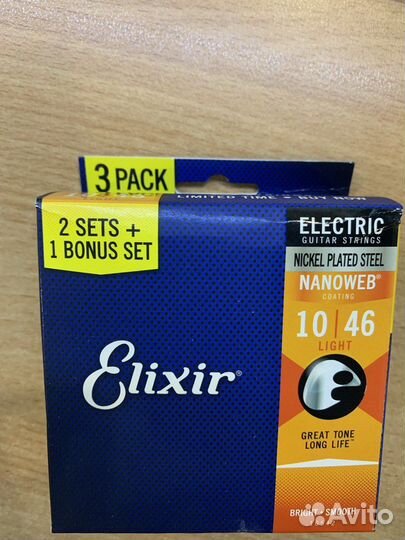 3 PACK
LIMITED TIME • BUY NOW
2 SETS +
1 BONUS SET
ELECTRIC
GUITAR STRINGS
NICKEL PLATED STEEL
NANOWEB®
COATING
10 | 46
LIGHT
Elixir®
GREAT TONE
LONG LIFE™
BRIGHT • SMOOTH
Avito